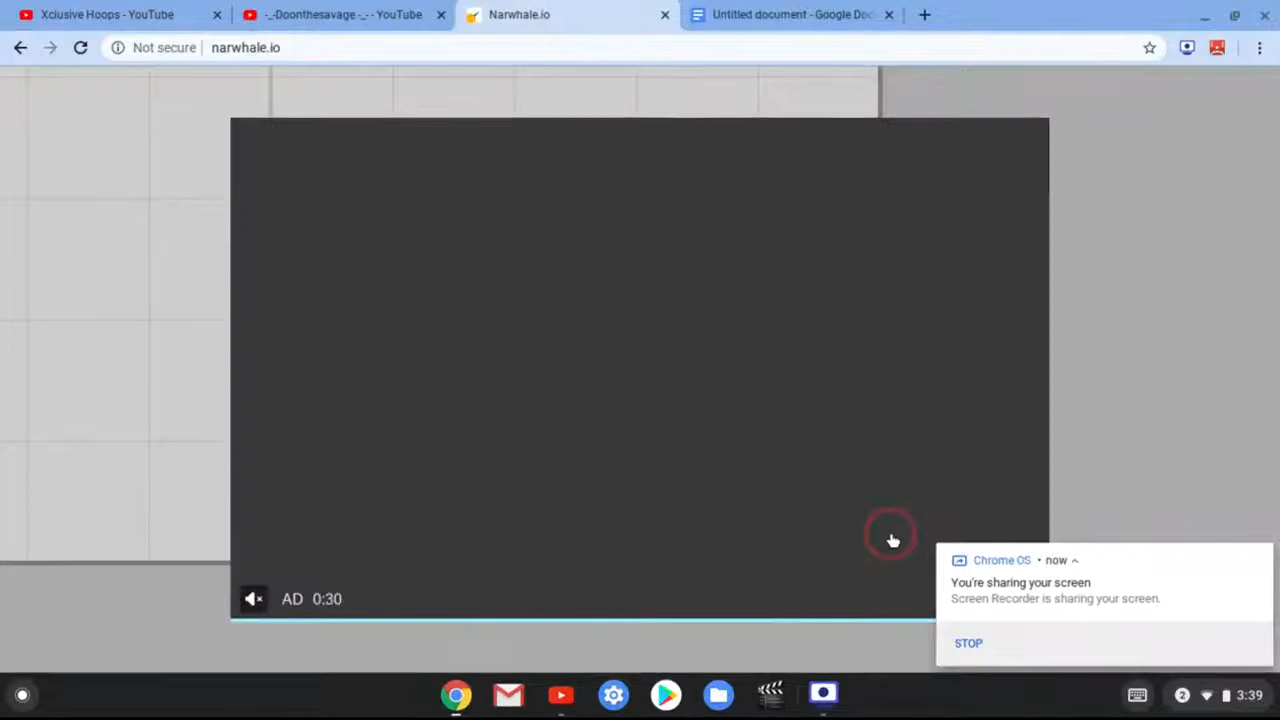 Xclusive Hoops - YouTube
-_-Doonthesavage -_- - YouTube
Narwhale.io
Untitled document - Google Doc
Not secure
narwhale.io
AD 0:30
Chrome OS • now
You're sharing your screen
Screen Recorder is sharing your screen.
STOP
2
3:39